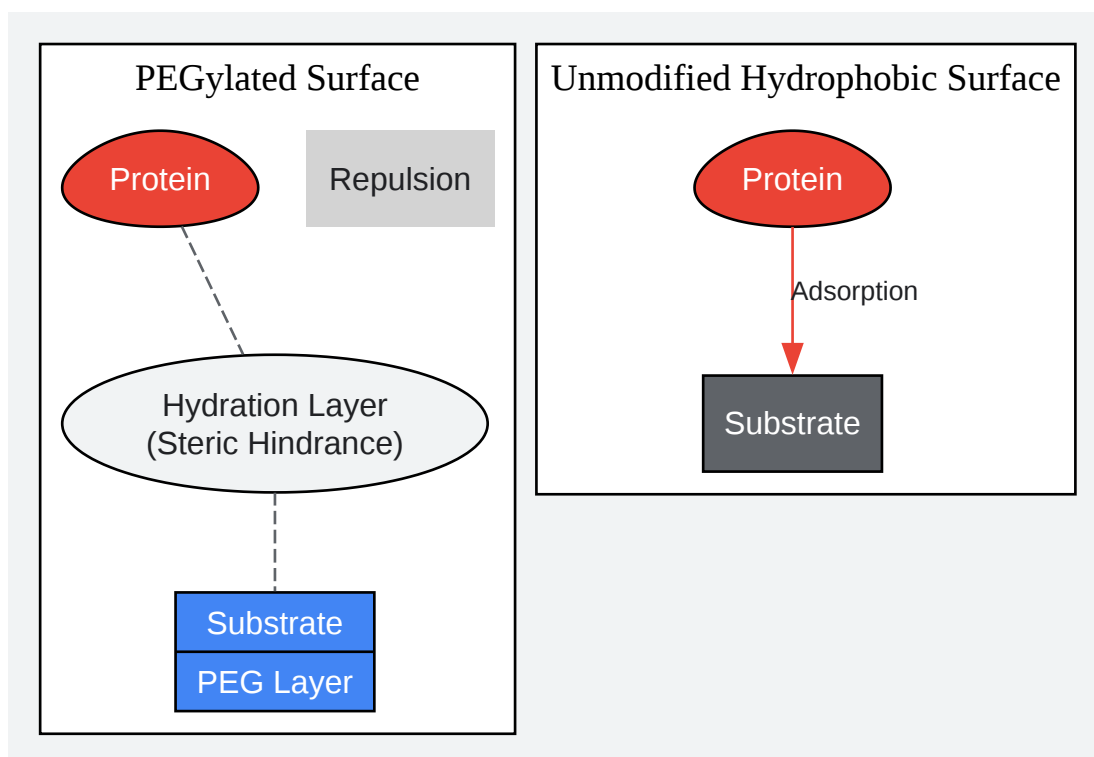 PEGylated Surface
Protein
Repulsion
Hydration Layer
(Steric Hindrance)
Substrate
PEG Layer
Unmodified Hydrophobic Surface
Protein
Adsorption
Substrate